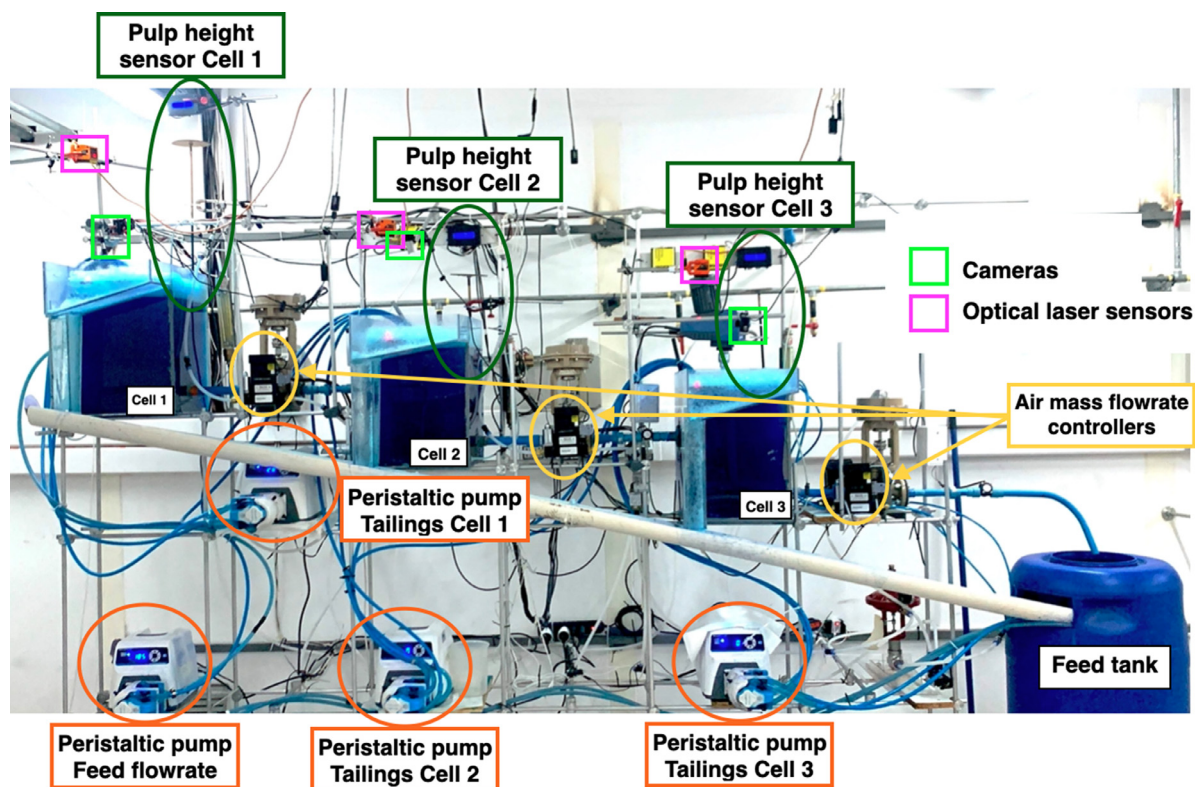 Pulp height
sensor Cell 1
Pulp height
sensor Cell 2
Pulp height
sensor Cell 3
Cameras
Optical laser sensors
Cell 1
Air mass flowrate
controllers
Cell 2
Peristaltic pump
Tailings Cell 1
Cell 3
Feed tank
Peristaltic pump
Feed flowrate
Peristaltic pump
Tailings Cell 2
Peristaltic pump
Tailings Cell 3